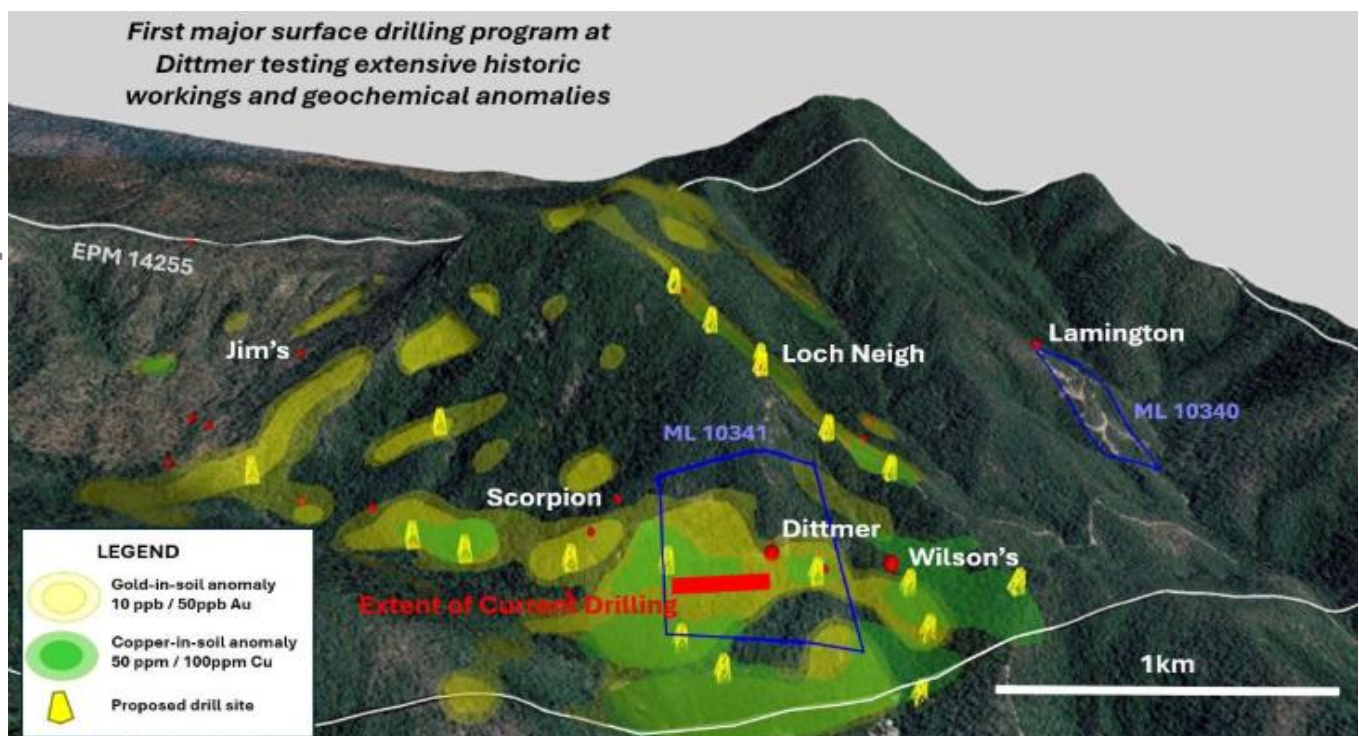 First major surface drilling program at
Dittmer testing extensive historic
workings and geochemical anomalies
EPM 14255
Jim's
Loch Neigh
Lamington
ML 10340
ML 10341
Scorpion
Dittmer
Wilson's
Extent of Current Drilling
1km
LEGEND
Gold-in-soil anomaly
10 ppb / 50ppb Au
Copper-in-soil anomaly
50 ppm / 100ppm Cu
Proposed drill site